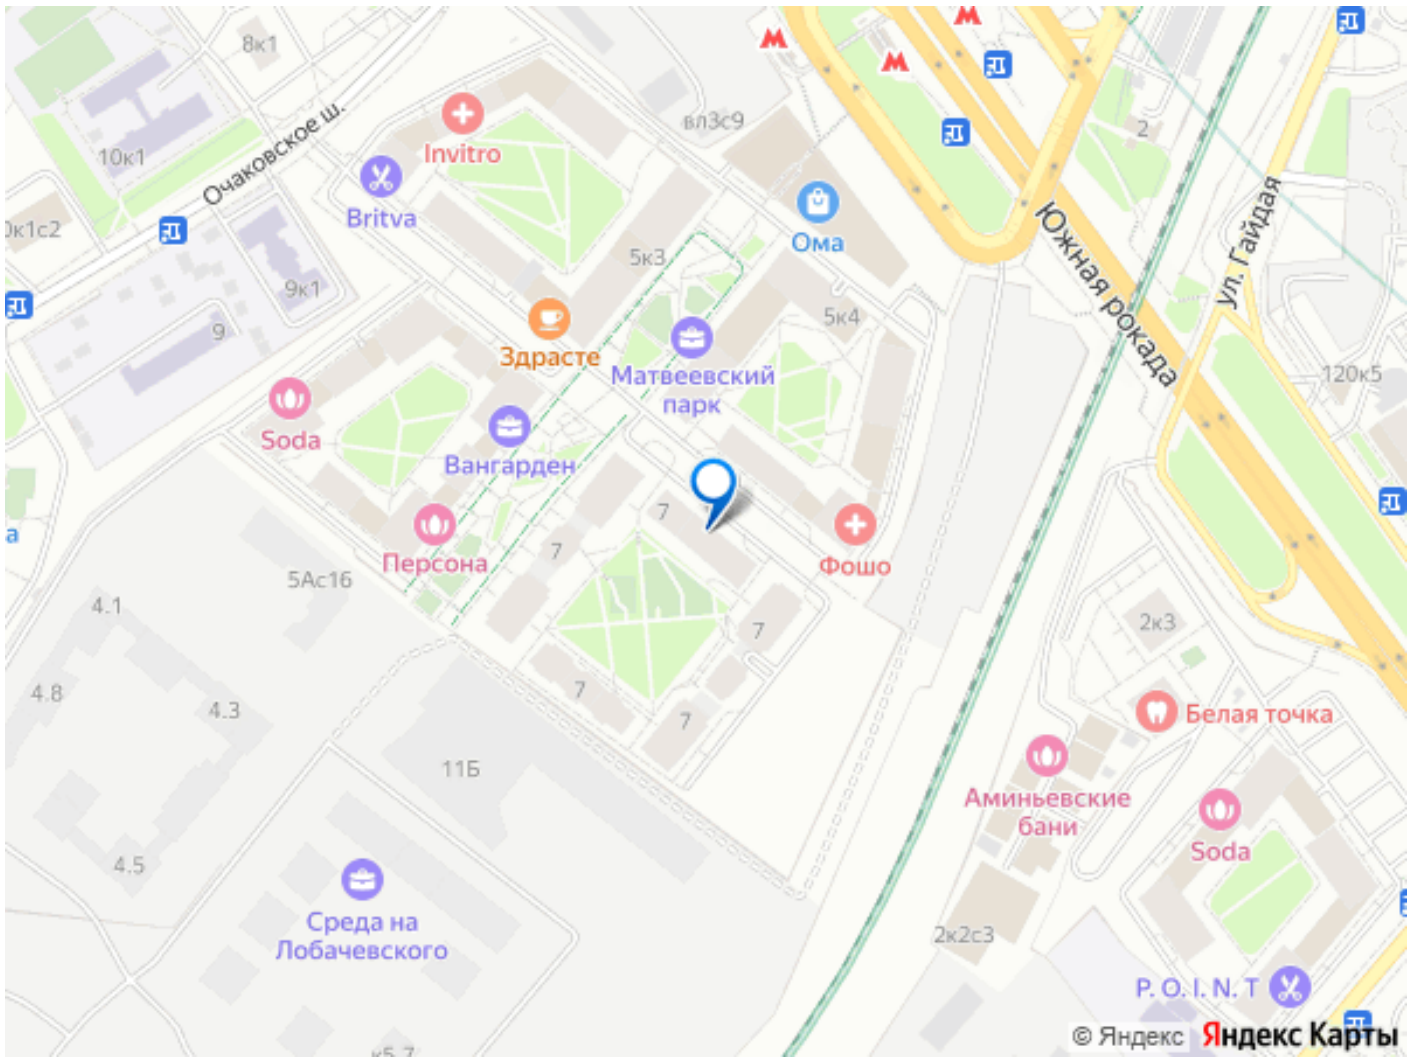 8к1
вл3с9
2
Invitro
10к1
Очаковское ш.
Britva
0к1с2
Ома
Южная рокада
ул. Гайдая
5к3
9к1
5к4
9
Здрасте
Матвеевский
парк
120к5
Soda
Вангарден
7
Персона
7
Фошо
5Ас16
4.1
2к3
7
4.8
7
4.3
7
Белая точка
11Б
Аминьевские
бани
4.5
Soda
Среда на
Лобачевского
2к2с3
P. O. I. N. T
© Яндекс
Яндекс Карты
к5.7